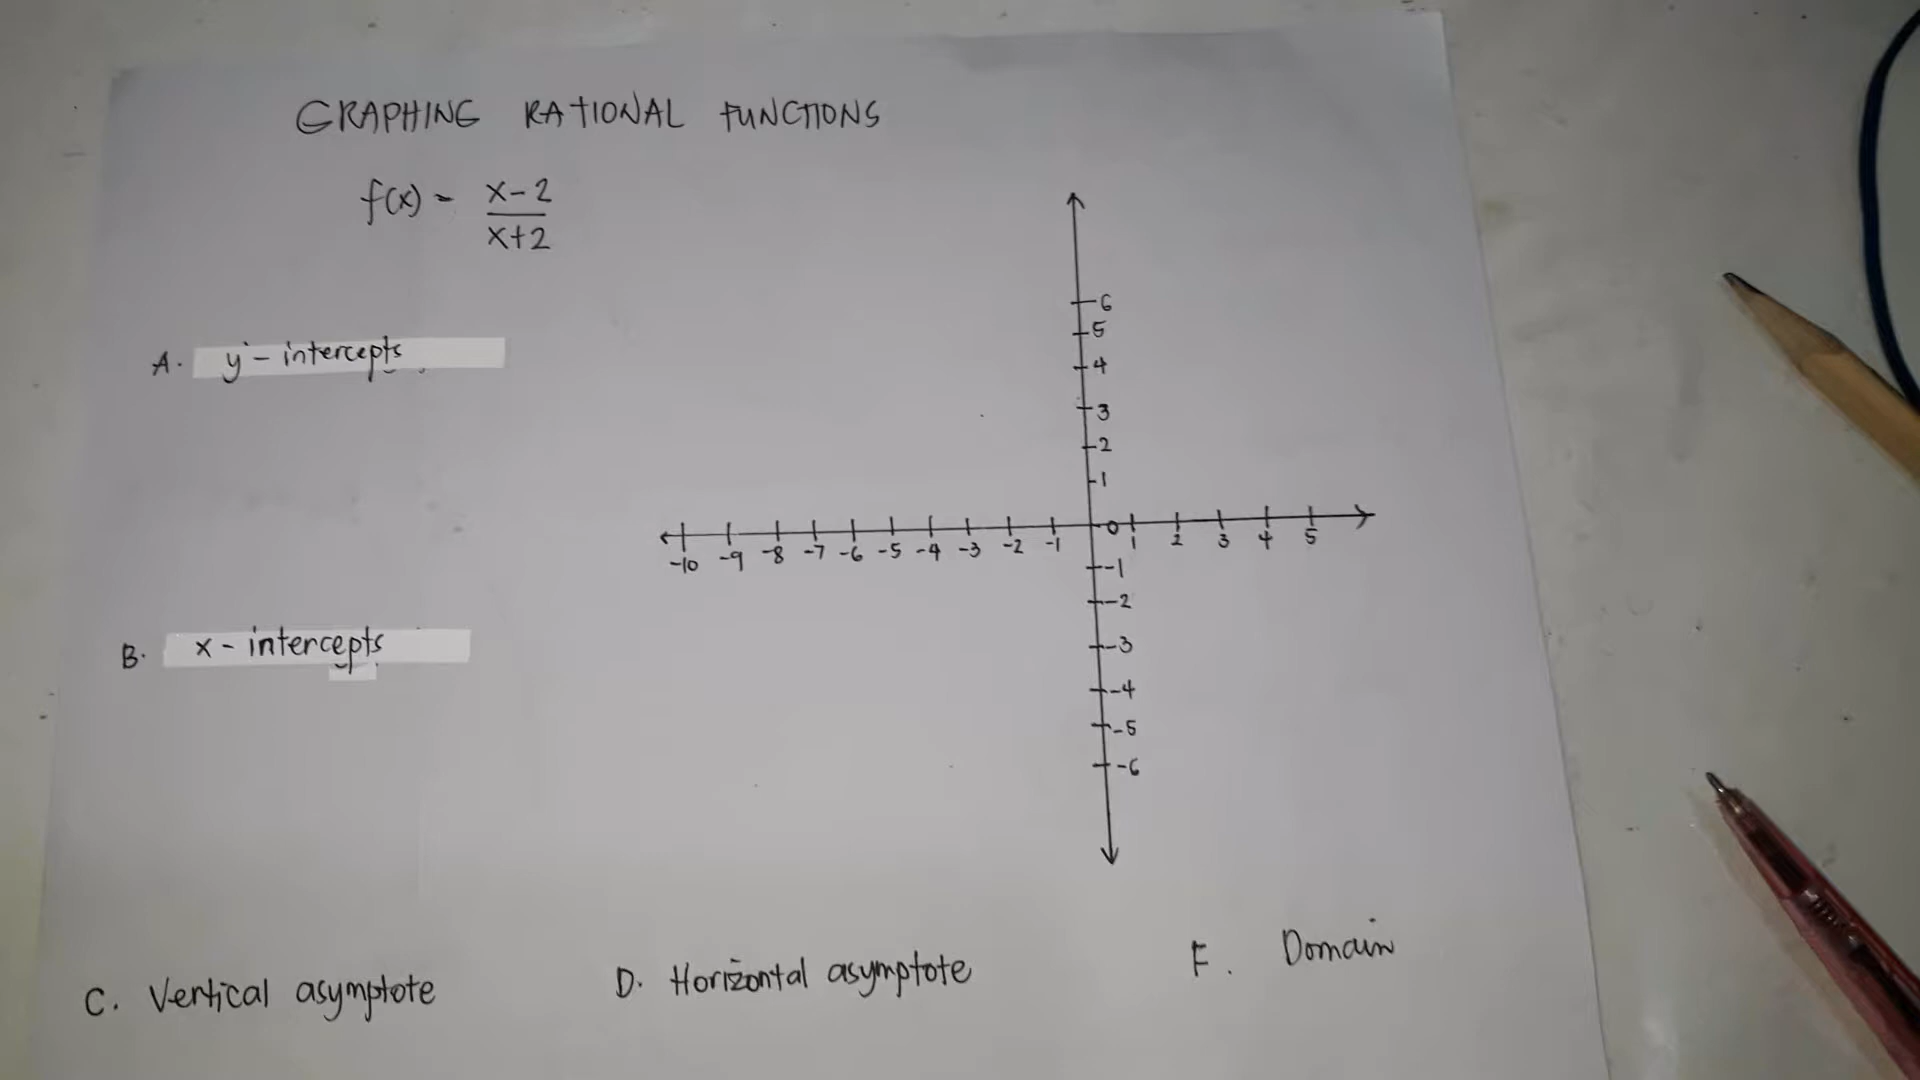 GRAPHING RATIONAL FUNCTIONS
f(x) = x-2
x+2
A. y - intercepts
B. x - intercepts
6
5
4
3
2
1
-10 -9 -8 -7 -6 -5 -4 -3 -2 -1 0 1 2 3 4 5
-1
-2
-3
-4
-5
-6
C. Vertical asymptote
D. Horizontal asymptote
F. Domain